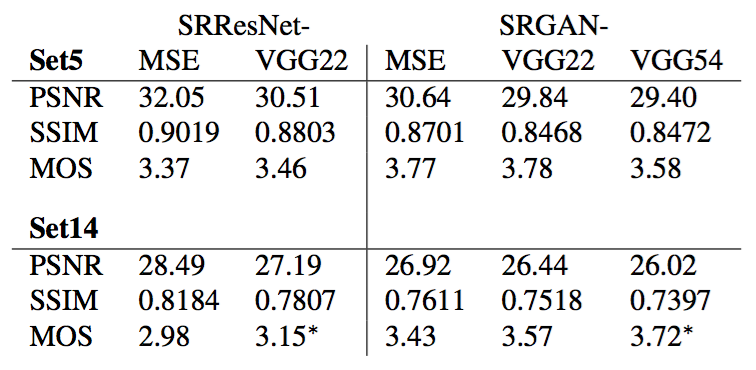 SRResNet- SRGAN-
Set5 MSE VGG22 MSE VGG22 VGG54
PSNR 32.05 30.51 30.64 29.84 29.40
SSIM 0.9019 0.8803 0.8701 0.8468 0.8472
MOS 3.37 3.46 3.77 3.78 3.58
Set14
PSNR 28.49 27.19 26.92 26.44 26.02
SSIM 0.8184 0.7807 0.7611 0.7518 0.7397
MOS 2.98 3.15* 3.43 3.57 3.72*